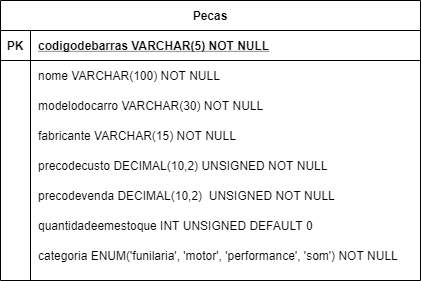 Pecas
PK codigodebarras VARCHAR(5) NOT NULL
nome VARCHAR(100) NOT NULL
modelodocarro VARCHAR(30) NOT NULL
fabricante VARCHAR(15) NOT NULL
precodecusto DECIMAL(10,2) UNSIGNED NOT NULL
precodevenda DECIMAL(10,2)  UNSIGNED NOT NULL
quantidadeemestoque INT UNSIGNED DEFAULT 0
categoria ENUM('funilaria', 'motor', 'performance', 'som') NOT NULL